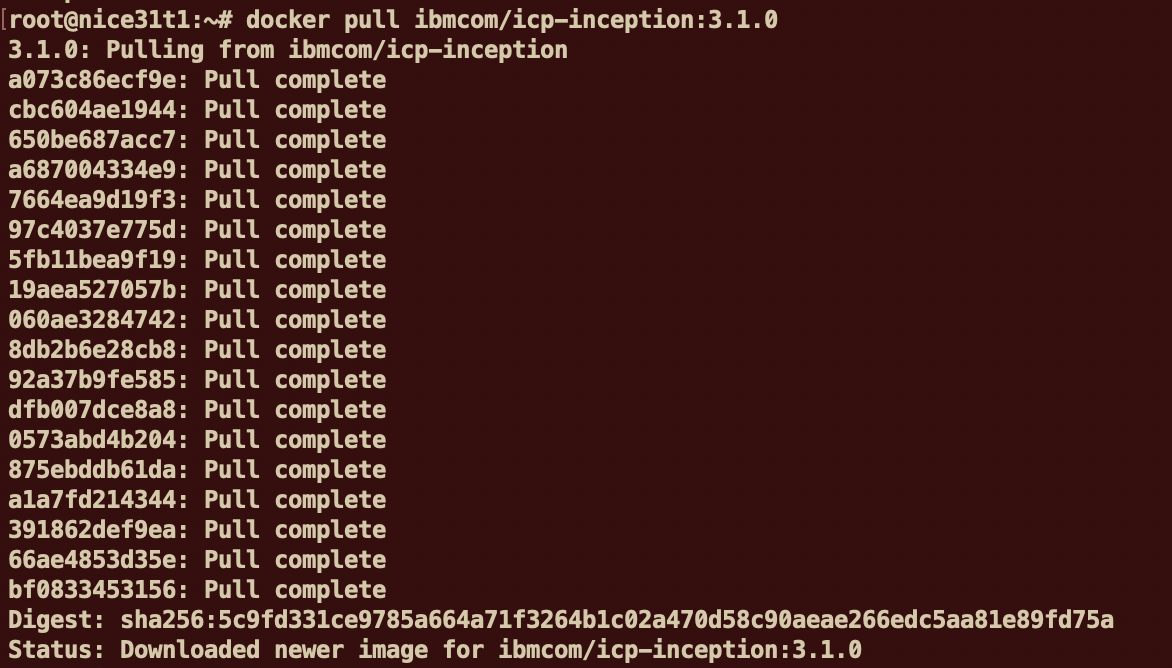 [root@nice31t1:~# docker pull ibmcom/icp-inception:3.1.0
3.1.0: Pulling from ibmcom/icp-inception
a073c86ecf9e: Pull complete
cbc604ae1944: Pull complete
650be687acc7: Pull complete
a687004334e9: Pull complete
7664ea9d19f3: Pull complete
97c4037e775d: Pull complete
5fb11bea9f19: Pull complete
19aea527057b: Pull complete
060ae3284742: Pull complete
8db2b6e28cb8: Pull complete
92a37b9fe585: Pull complete
dfb007dce8a8: Pull complete
0573abd4b204: Pull complete
875ebddb61da: Pull complete
a1a7fd214344: Pull complete
391862def9ea: Pull complete
66ae4853d35e: Pull complete
bf0833453156: Pull complete
Digest: sha256:5c9fd331ce9785a664a71f3264b1c02a470d58c90aeae266edc5aa81e89fd75a
Status: Downloaded newer image for ibmcom/icp-inception:3.1.0